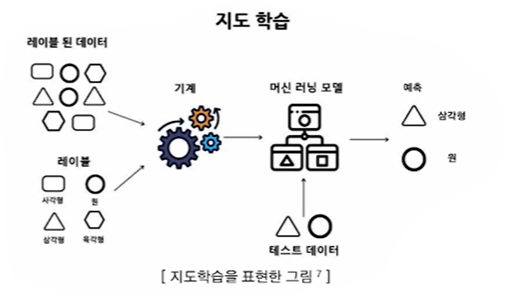 지도 학습
레이블 된 데이터
기계
머신 러닝 모델
예측
삼각형
원
레이블
사각형
원
삼각형
육각형
테스트 데이터
[ 지도학습을 표현한 그림 7 ]